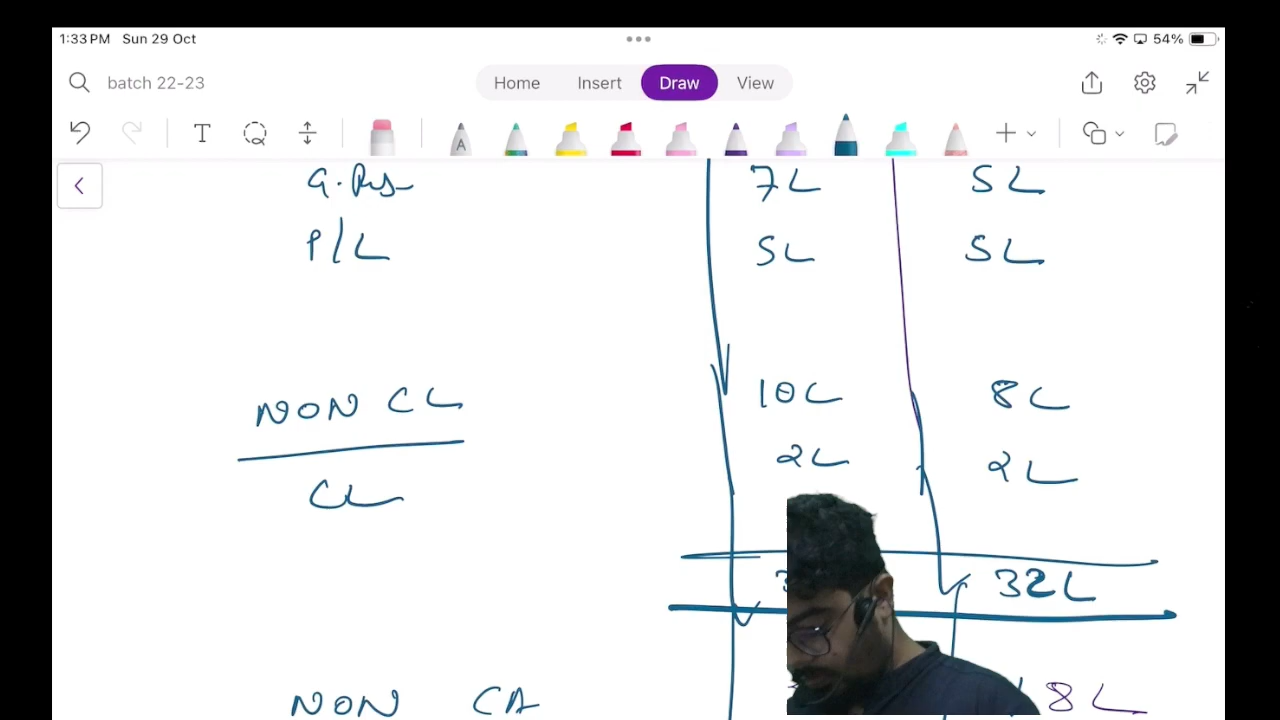 1:33 PM Sun 29 Oct 54%
batch 22-23 Home Insert Draw View
T A
G. Res 7L 5L
P/L 5L 5L
NON CL 10L 8L
CL 2L 2L
32L
NON CA 8L